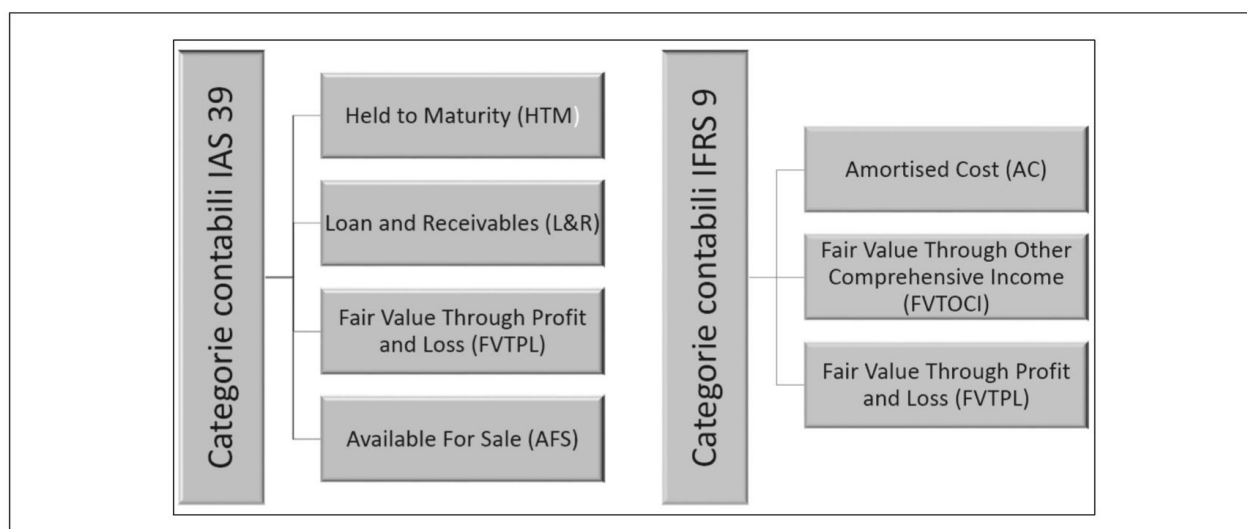 Categorie contabili IAS 39
Held to Maturity (HTM)
Loan and Receivables (L&R)
Fair Value Through Profit
and Loss (FVTPL)
Available For Sale (AFS)
Categorie contabili IFRS 9
Amortised Cost (AC)
Fair Value Through Other
Comprehensive Income
(FVTOCI)
Fair Value Through Profit
and Loss (FVTPL)